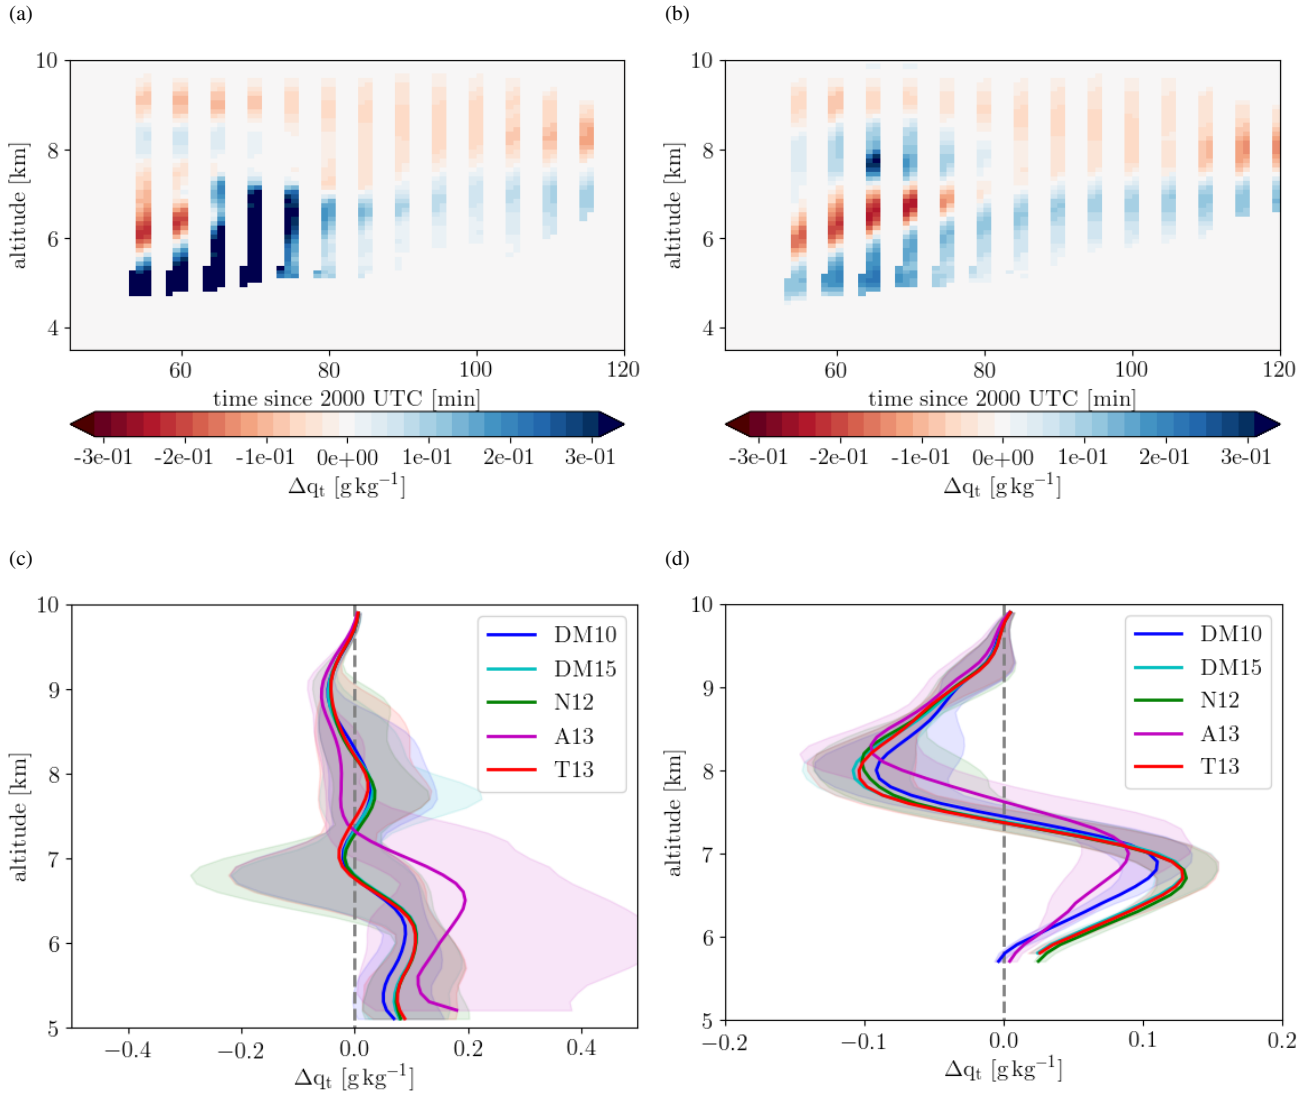 (a)
(b)
10
8
6
4
altitude [km]
60
80
100
120
time since 2000 UTC [min]
-3e-01
-2e-01
-1e-01
0e+00
1e-01
2e-01
3e-01
Δqt [g kg−1]
10
8
6
4
altitude [km]
60
80
100
120
time since 2000 UTC [min]
-3e-01
-2e-01
-1e-01
0e+00
1e-01
2e-01
3e-01
Δqt [g kg−1]
(c)
(d)
10
9
8
7
6
5
altitude [km]
DM10
DM15
N12
A13
T13
−0.4
−0.2
0.0
0.2
0.4
Δqt [g kg−1]
10
9
8
7
6
5
altitude [km]
DM10
DM15
N12
A13
T13
−0.2
−0.1
0.0
0.1
0.2
Δqt [g kg−1]